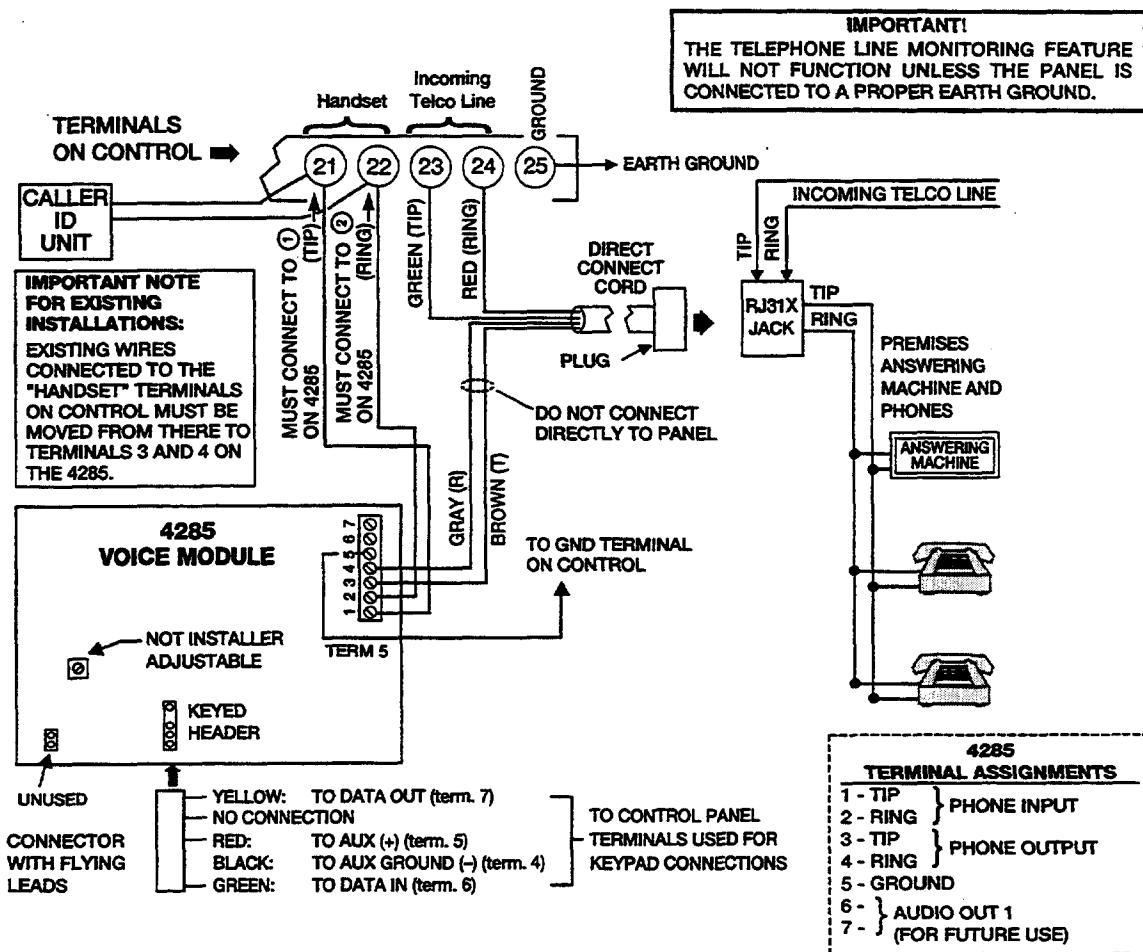 IMPORTANT!
THE TELEPHONE LINE MONITORING FEATURE
WILL NOT FUNCTION UNLESS THE PANEL IS
CONNECTED TO A PROPER EARTH GROUND.
Handset
Incoming
Telco Line
GROUND
TERMINALS
ON CONTROL
21
22
23
24
25
EARTH GROUND
CALLER
ID
UNIT
MUST CONNECT TO ① (TIP)
ON 4285
MUST CONNECT TO ② (RING)
ON 4285
GREEN (TIP)
RED (RING)
DIRECT
CONNECT
CORD
PLUG
INCOMING TELCO LINE
TIP
RING
RJ31X
JACK
TIP
RING
PREMISES
ANSWERING
MACHINE AND
PHONES
ANSWERING
MACHINE
IMPORTANT NOTE
FOR EXISTING
INSTALLATIONS:
EXISTING WIRES
CONNECTED TO THE
"HANDSET" TERMINALS
ON CONTROL MUST BE
MOVED FROM THERE TO
TERMINALS 3 AND 4 ON
THE 4285.
DO NOT CONNECT
DIRECTLY TO PANEL
GRAY (R)
BROWN (T)
4285
VOICE MODULE
1 2 3 4 5 6 7
TERM 5
TO GND TERMINAL
ON CONTROL
NOT INSTALLER
ADJUSTABLE
KEYED
HEADER
UNUSED
CONNECTOR
WITH FLYING
LEADS
YELLOW: TO DATA OUT (term. 7)
NO CONNECTION
RED: TO AUX (+) (term. 5)
BLACK: TO AUX GROUND (–) (term. 4)
GREEN: TO DATA IN (term. 6)
TO CONTROL PANEL
TERMINALS USED FOR
KEYPAD CONNECTIONS
4285
TERMINAL ASSIGNMENTS
1 - TIP
2 - RING
PHONE INPUT
3 - TIP
4 - RING
PHONE OUTPUT
5 - GROUND
6 -
7 -
AUDIO OUT 1
(FOR FUTURE USE)